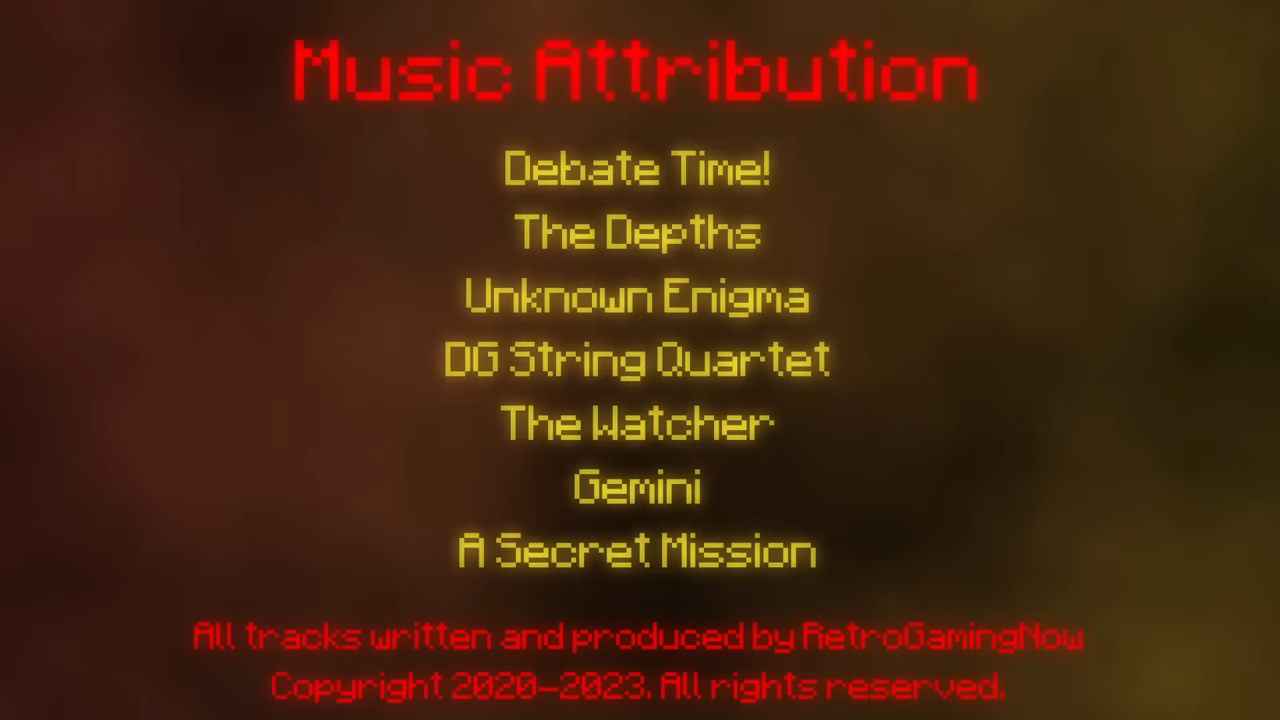 Music Attribution
Debate Time!
The Depths
Unknown Enigma
DG String Quartet
The Watcher
Gemini
A Secret Mission
All tracks written and produced by RetroGamingNow
Copyright 2020-2023. All rights reserved.